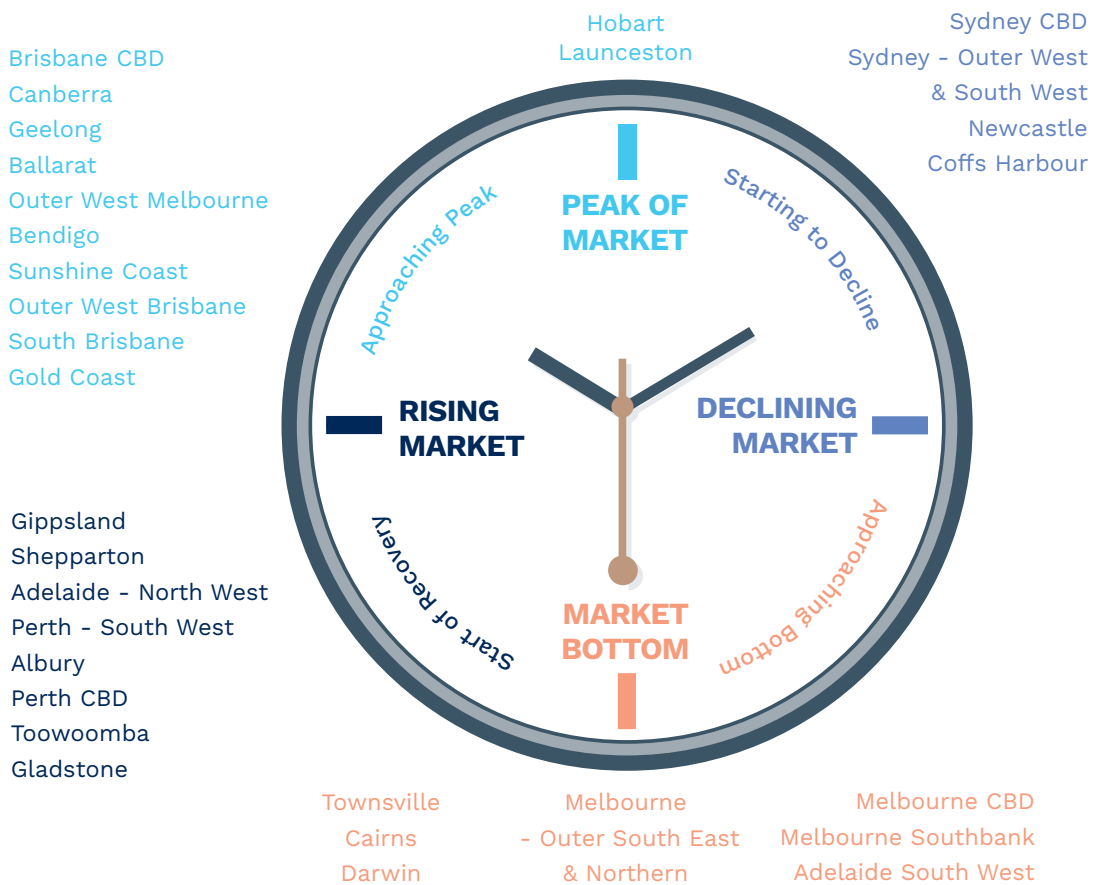 Hobart
Launceston
Sydney CBD
Sydney - Outer West
& South West
Newcastle
Coffs Harbour
Brisbane CBD
Canberra
Geelong
Ballarat
Outer West Melbourne
Bendigo
Sunshine Coast
Outer West Brisbane
South Brisbane
Gold Coast
PEAK OF
MARKET
Approaching Peak
Starting to Decline
RISING
MARKET
DECLINING
MARKET
Start of Recovery
Approaching Bottom
MARKET
BOTTOM
Gippsland
Shepparton
Adelaide - North West
Perth - South West
Albury
Perth CBD
Toowoomba
Gladstone
Townsville
Cairns
Darwin
Melbourne
- Outer South East
& Northern
Melbourne CBD
Melbourne Southbank
Adelaide South West